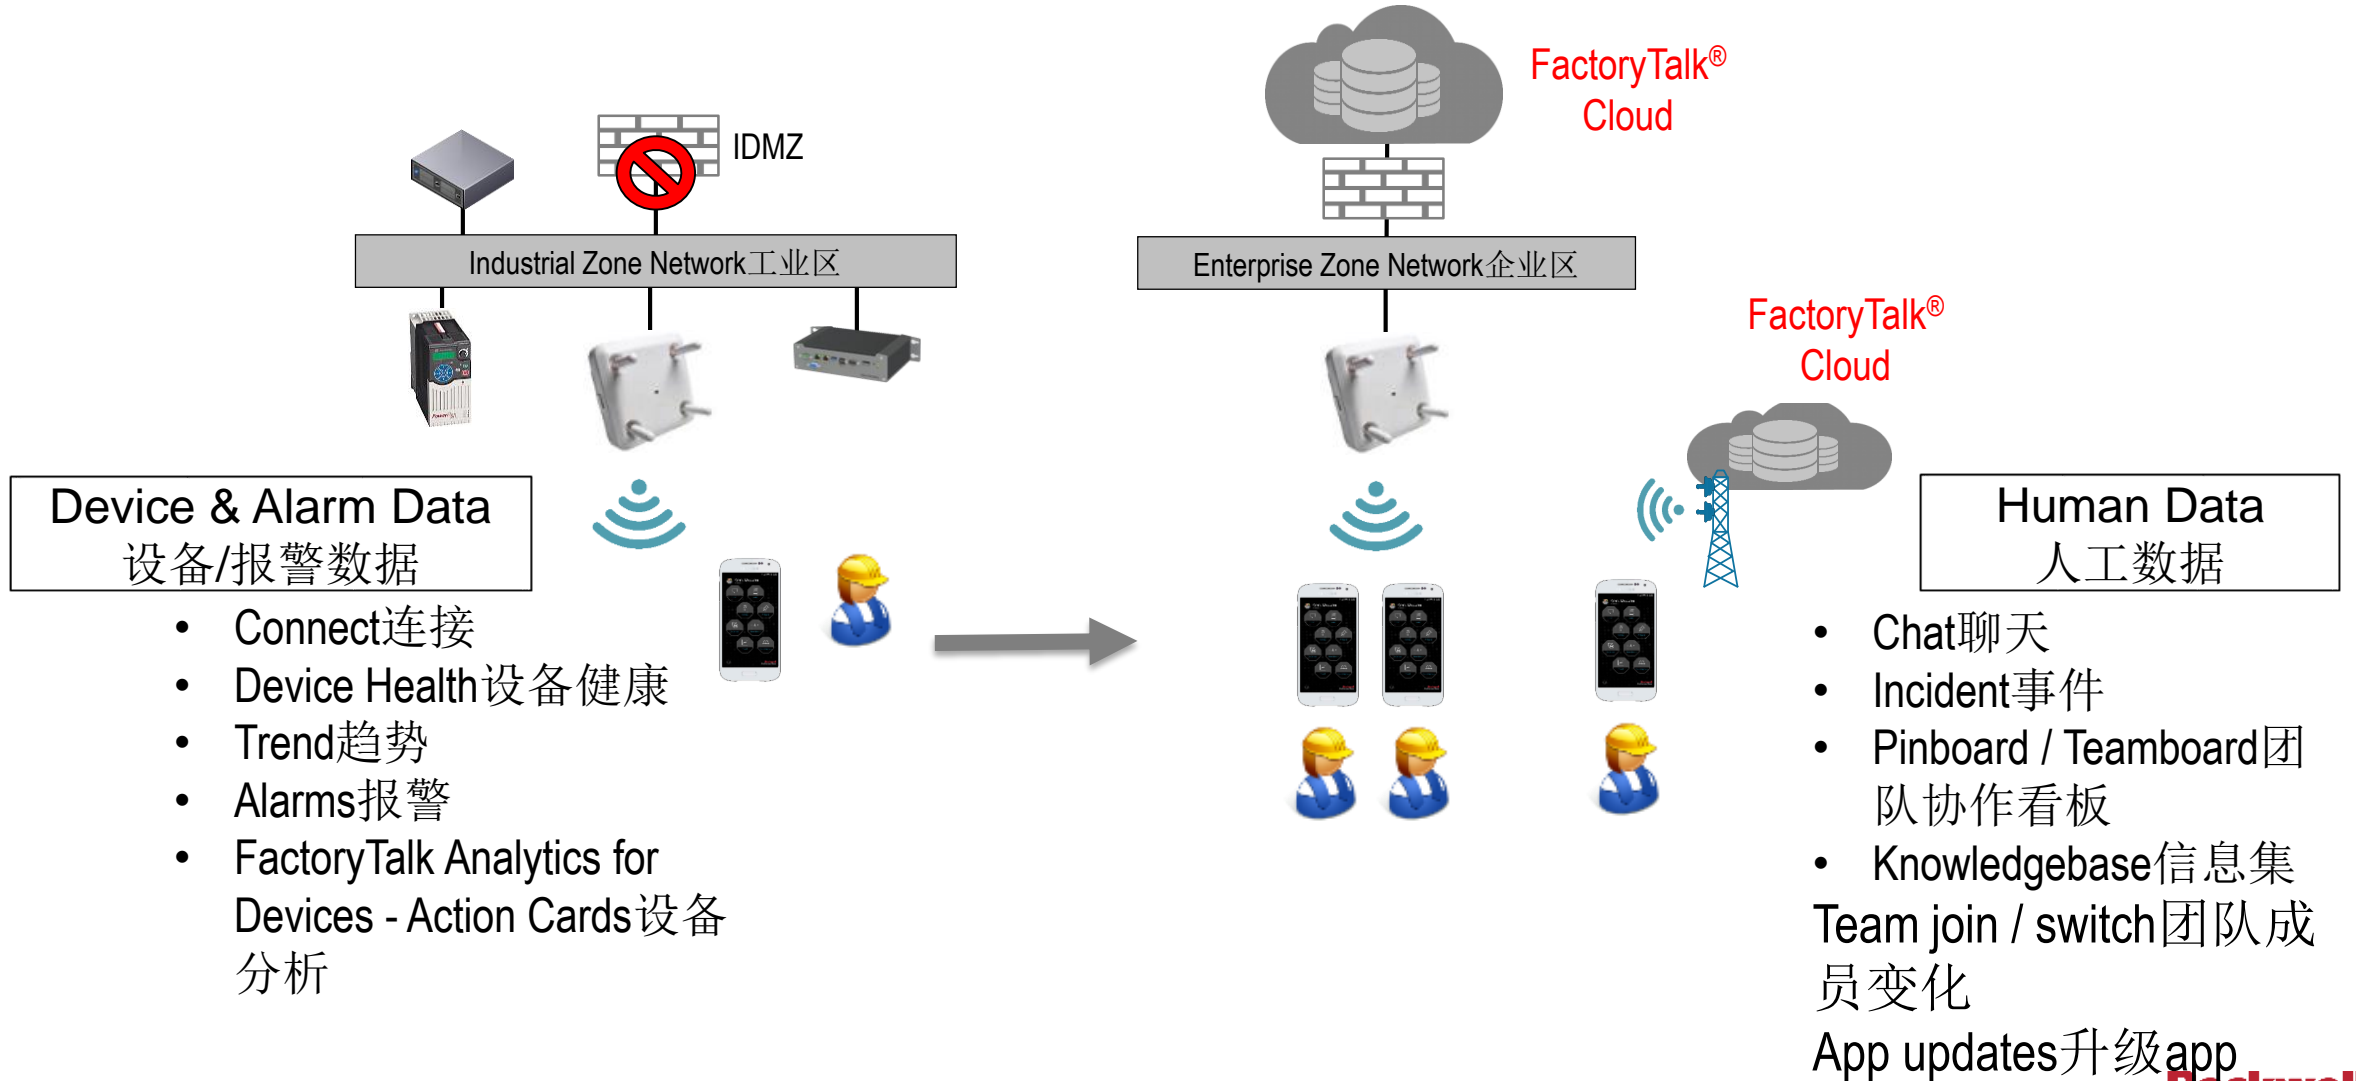 FactoryTalk®
Cloud
IDMZ
Industrial Zone Network工业区
Enterprise Zone Network企业区
FactoryTalk®
Cloud
Device & Alarm Data
设备/报警数据
• Connect连接
• Device Health设备健康
• Trend趋势
• Alarms报警
• FactoryTalk Analytics for
Devices - Action Cards设备
分析
Human Data
人工数据
• Chat聊天
• Incident事件
• Pinboard / Teamboard团
队协作看板
• Knowledgebase信息集
Team join / switch团队成
员变化
App updates升级app